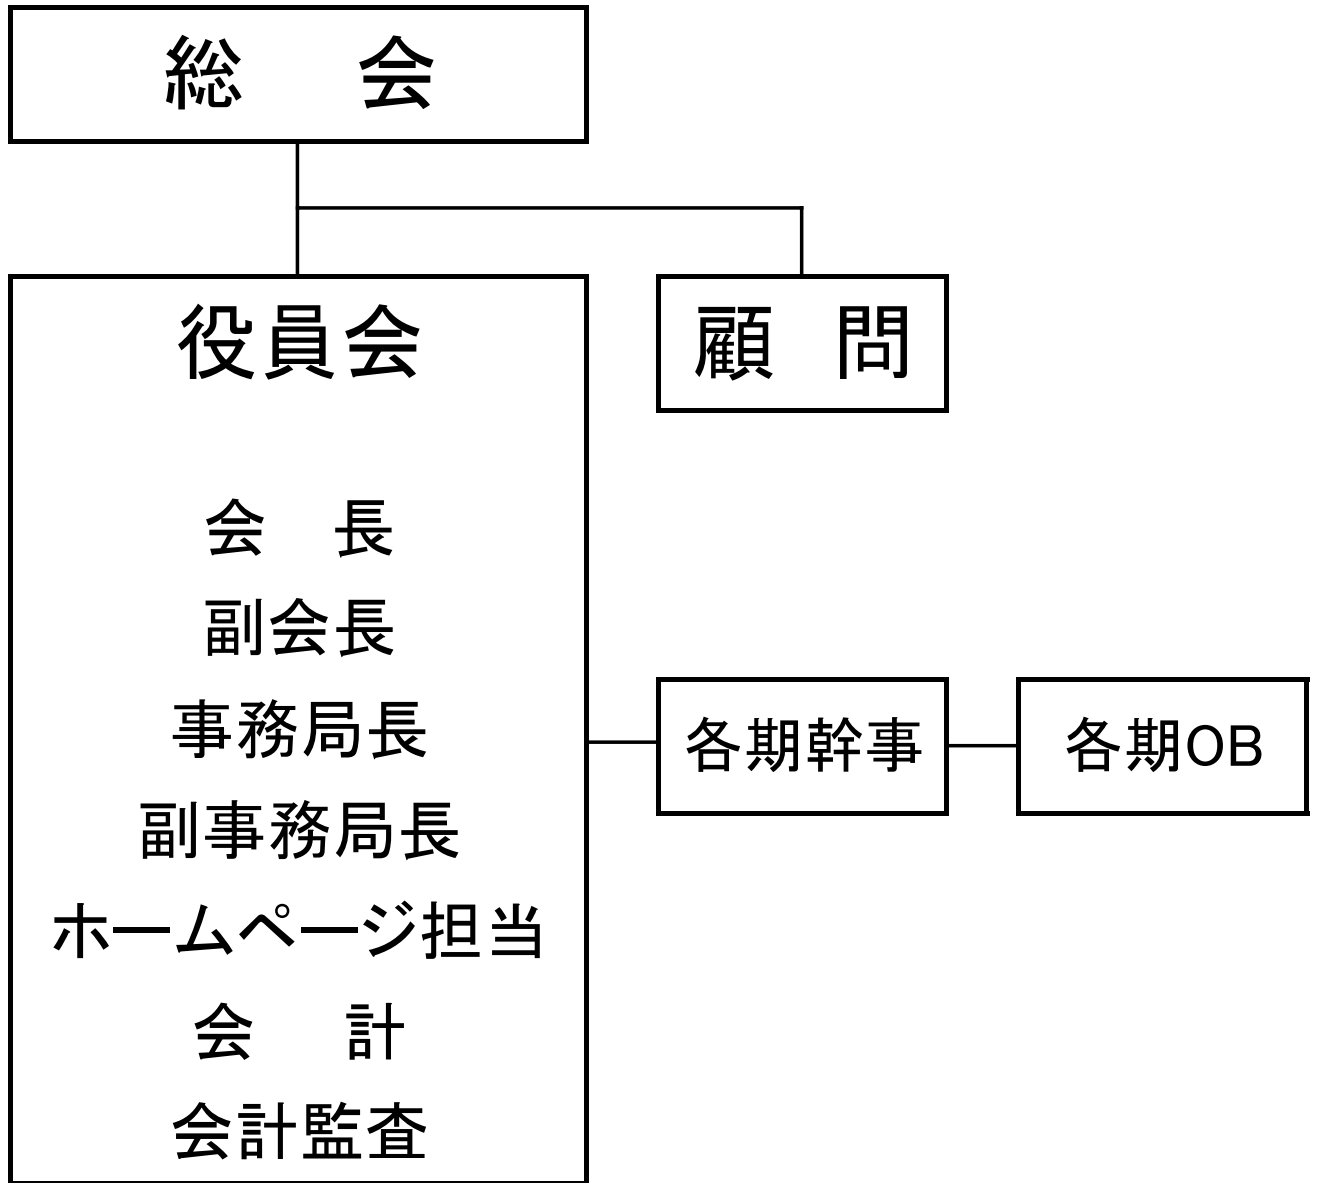 総　会
役員会
顧　問
会　長
副会長
事務局長
副事務局長
ホームページ担当
会　計
会計監査
各期幹事
各期OB